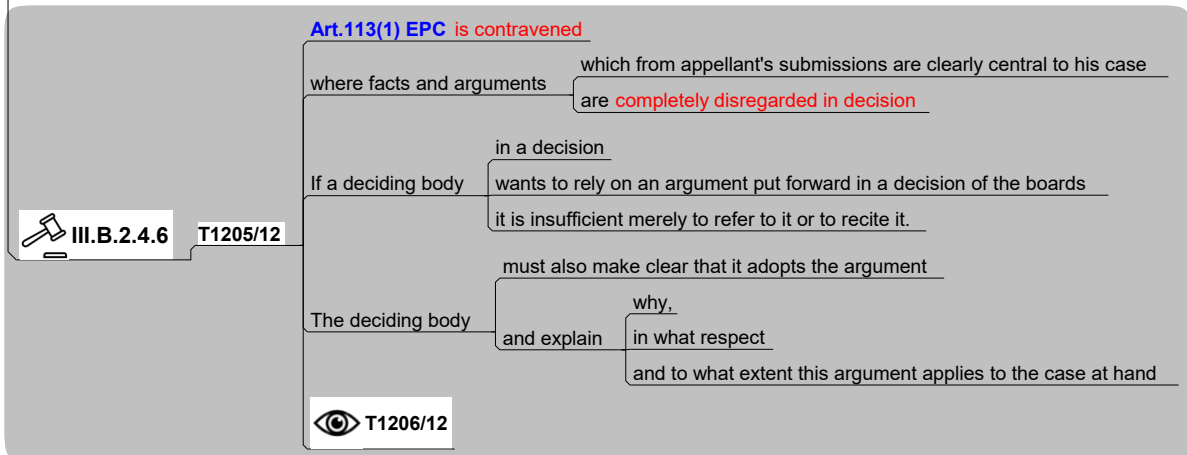 III.B.2.4.6
T1205/12
Art.113(1) EPC is contravened
where facts and arguments
which from appellant's submissions are clearly central to his case
are completely disregarded in decision
If a deciding body
in a decision
wants to rely on an argument put forward in a decision of the boards
it is insufficient merely to refer to it or to recite it.
The deciding body
must also make clear that it adopts the argument
and explain
why,
in what respect
and to what extent this argument applies to the case at hand
T1206/12